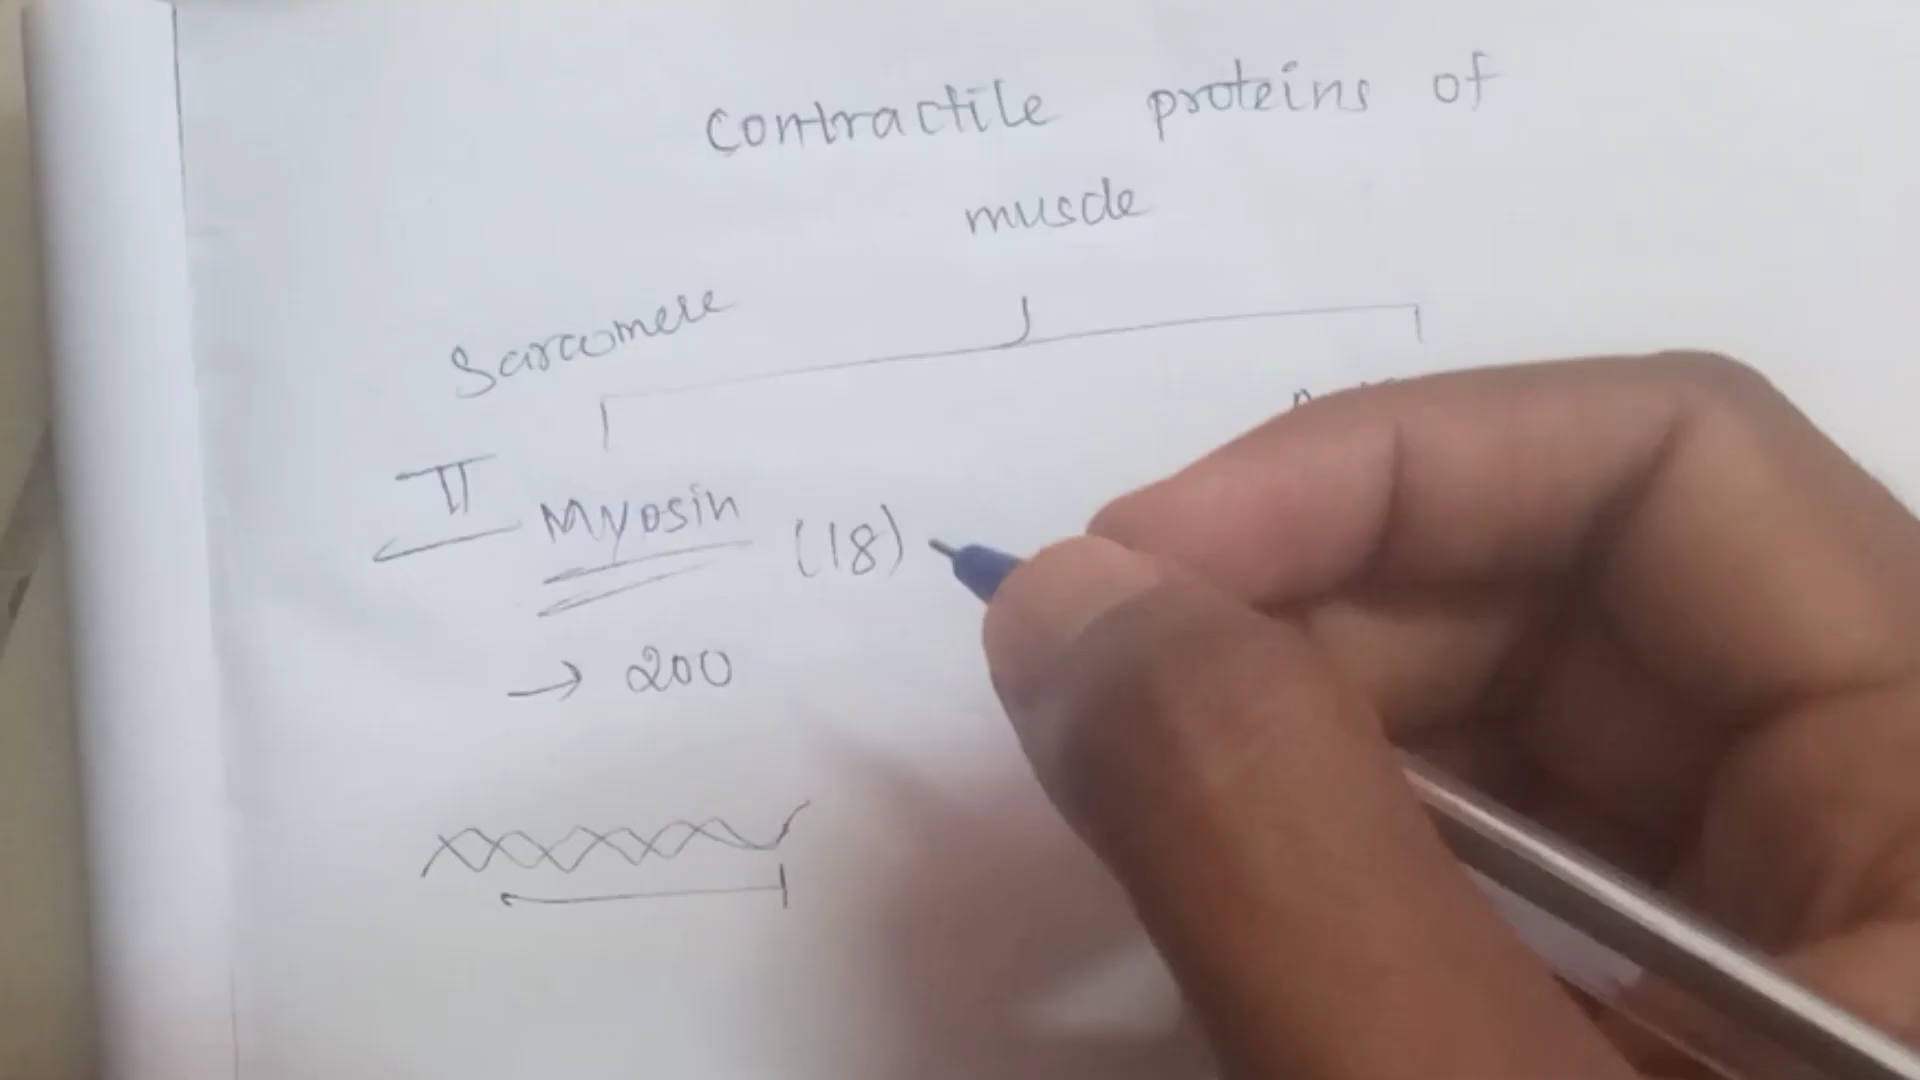 Contractile proteins of
muscle
Sarcomere
II Myosin (18)
→ 200